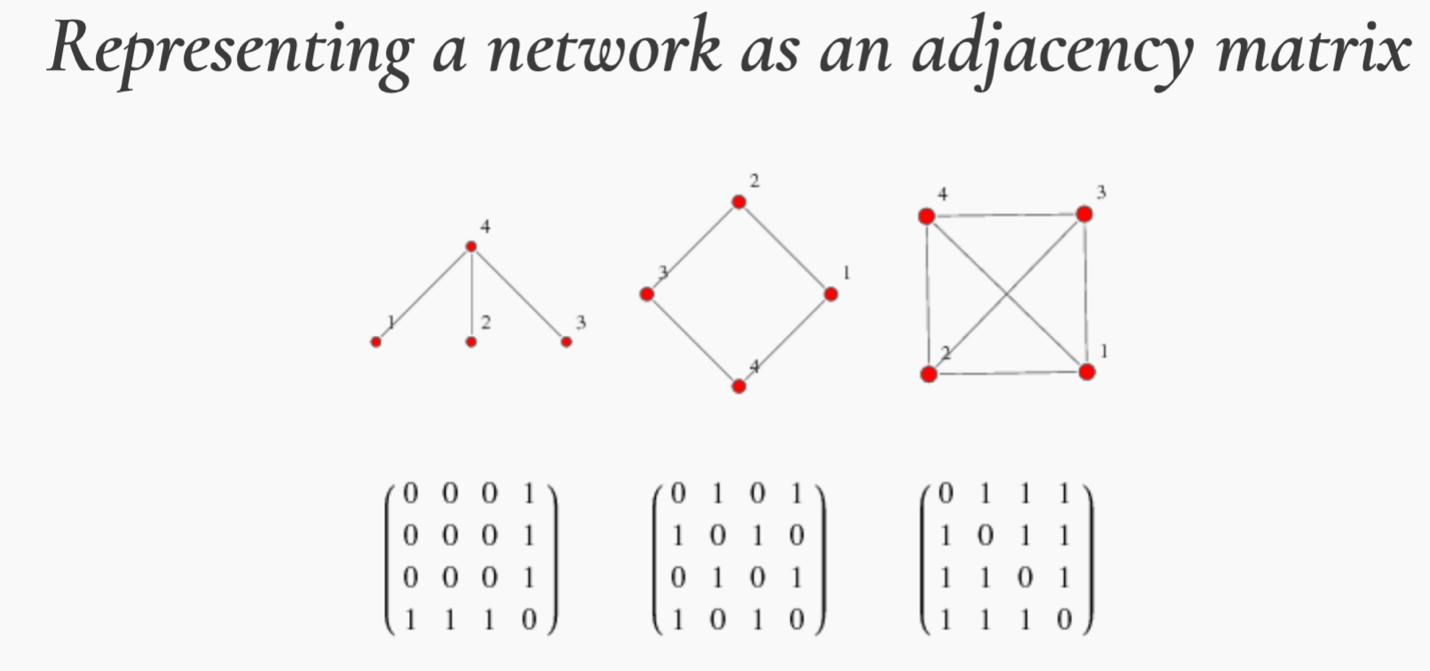 Representing a network as an adjacency matrix
2
4 3
4
3 1
1 2 3
2 1
4
0 0 0 1 0 1 0 1 0 1 1 1
0 0 0 1 1 0 1 0 1 0 1 1
0 0 0 1 0 1 0 1 1 1 0 1
1 1 1 0 1 0 1 0 1 1 1 0